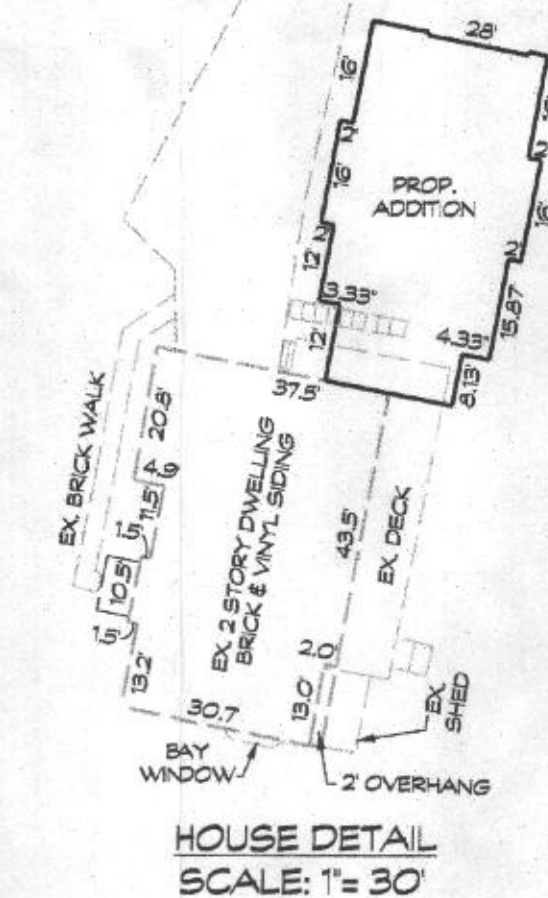 28'
16'
2'
16'
PROP.
ADDITION
2'
16'
2'
12'
2'
3.33'
15.87
4.33'
12'
8.13'
37.5'
20.8'
EX. BRICK WALK
4.9
11.5'
1.5'
10.5'
1.5'
13.2'
EX. 2 STORY DWELLING
BRICK & VINYL SIDING
43.5'
EX. DECK
2.0'
13.0'
30.7
EX.
SHED
BAY
WINDOW
2' OVERHANG
HOUSE DETAIL
SCALE: 1"= 30'